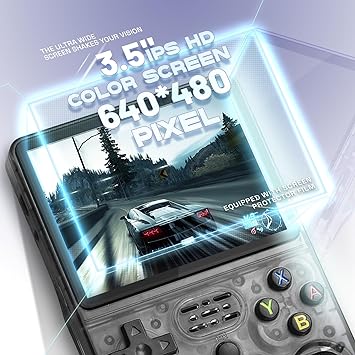 THE ULTRA WIDE
SCREEN SHAKES YOUR VISION
3.5"IPS HD
COLOR SCREEN
640*480
PIXEL
EQUIPPED WITH SCREEN
PROTECTOR FILM
X
Y
A
B